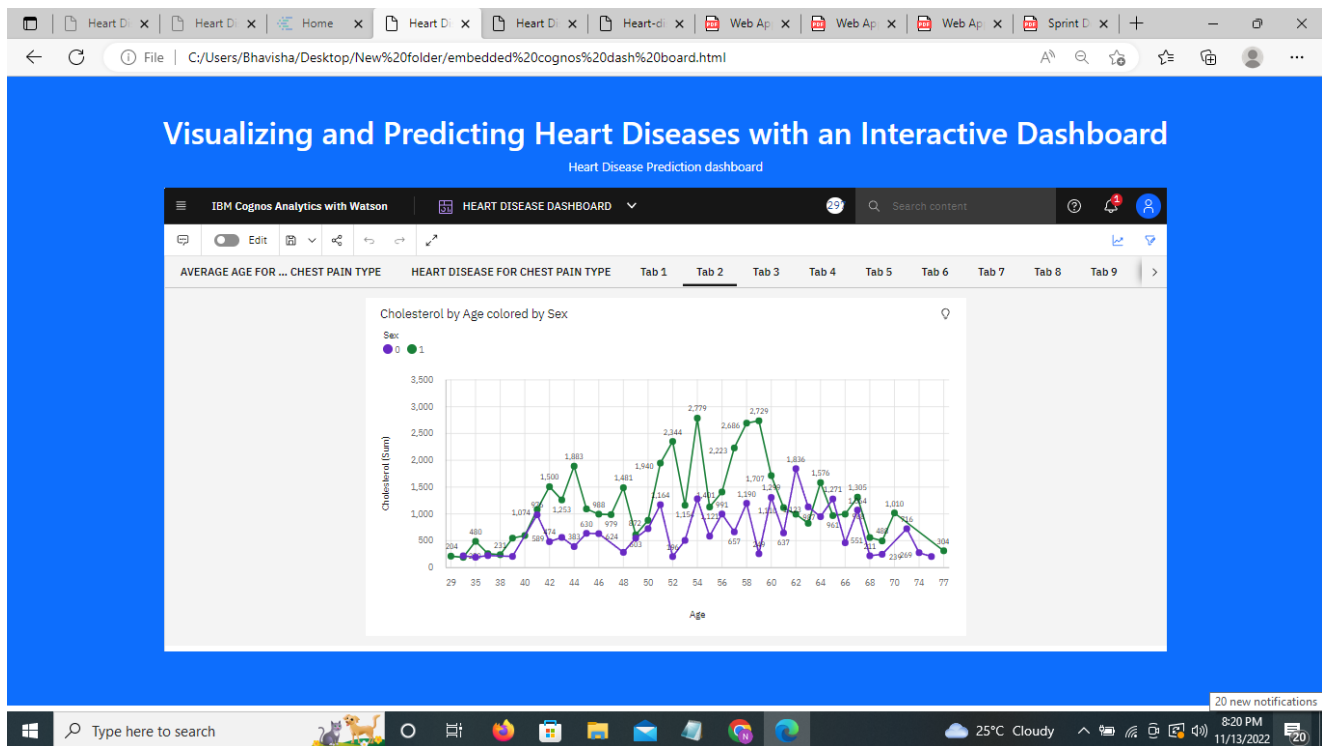 Heart Di
Heart Di
Home
Heart Di
Heart Di
Heart-di
Web Ap
Web Ap
Web Ap
Sprint D
File C:/Users/Bhavisha/Desktop/New%20folder/embedded%20cognos%20dash%20board.html
Visualizing and Predicting Heart Diseases with an Interactive Dashboard
Heart Disease Prediction dashboard
IBM Cognos Analytics with Watson HEART DISEASE DASHBOARD Search content 1
Edit
AVERAGE AGE FOR ... CHEST PAIN TYPE HEART DISEASE FOR CHEST PAIN TYPE Tab 1 Tab 2 Tab 3 Tab 4 Tab 5 Tab 6 Tab 7 Tab 8 Tab 9
Cholesterol by Age colored by Sex
Sex
0 1
3,500
3,000
2,500
2,000
1,500
1,000
500
0
Cholesterol (Sum)
2,779
2,729
2,686
2,344
2,223
1,940
1,883
1,836
1,707
1,576
1,500
1,481
1,305
1,271
1,253
1,190
1,164
1,074
1,010
991
988
979
961
716
657
637
630
624
589
551
488
480
383
304
231
204
29 35 38 40 42 44 46 48 50 52 54 56 58 60 62 64 66 68 70 74 77
Age
20 new notifications
Type here to search
25°C Cloudy
8:20 PM
11/13/2022
20